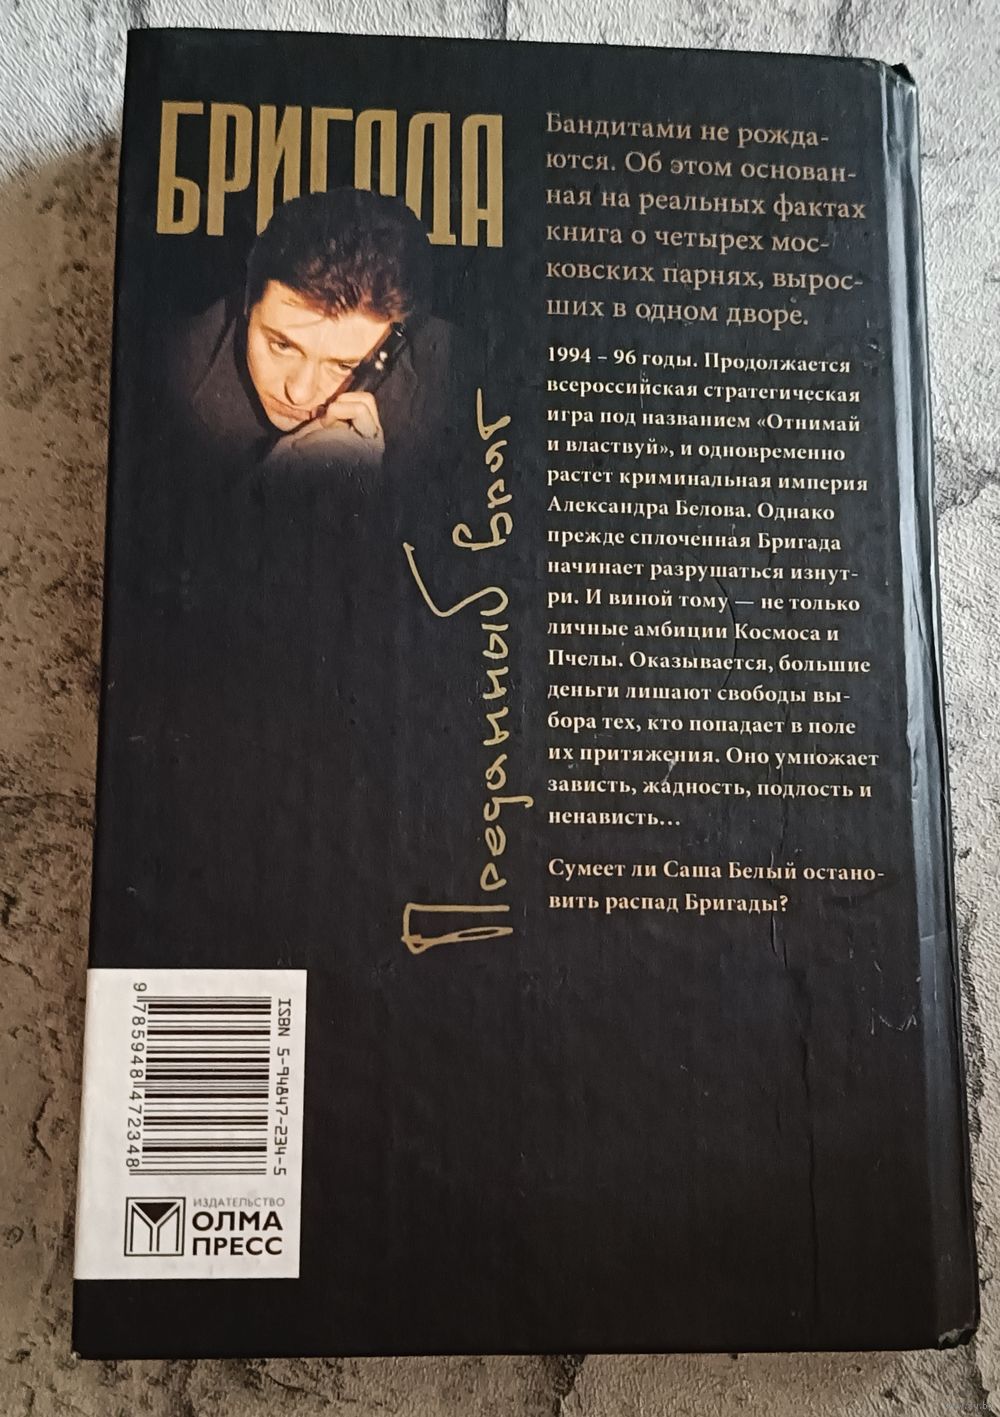 БРИГАДА
Бандитами не рожда-
ются. Об этом основан-
ная на реальных фактах
книга о четырех мос-
ковских парнях, вырос-
ших в одном дворе.
1994 – 96 годы. Продолжается
всероссийская стратегическая
игра под названием «Отнимай
и властвуй», и одновременно
растет криминальная империя
Александра Белова. Однако
прежде сплоченная Бригада
начинает разрушаться изнут-
ри. И виной тому — не только
личные амбиции Космоса и
Пчелы. Оказывается, большие
деньги лишают свободы вы-
бора тех, кто попадает в поле
их притяжения. Оно умножает
зависть, жадность, подлость и
ненависть...
Сумеет ли Саша Белый остано-
вить распад Бригады?
Преданный враг
ISBN 5-94847-234-5
9 785948 472348
ИЗДАТЕЛЬСТВО
ОЛМА
ПРЕСС